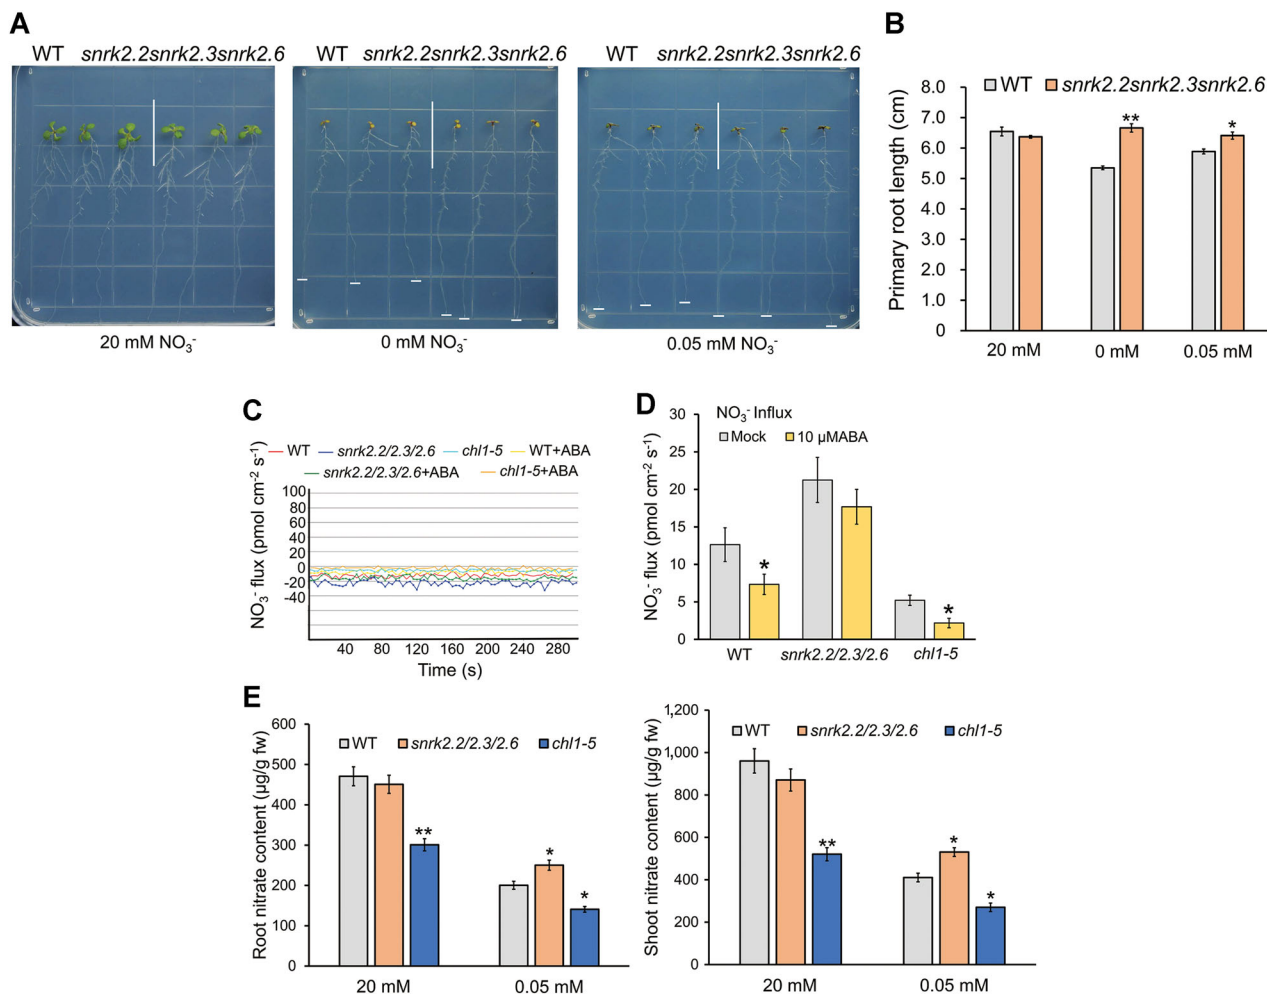 A
WT snrk2.2snrk2.3snrk2.6
WT snrk2.2snrk2.3snrk2.6
WT snrk2.2snrk2.3snrk2.6
20 mM NO₃⁻
0 mM NO₃⁻
0.05 mM NO₃⁻
B
WT snrk2.2snrk2.3snrk2.6
Primary root length (cm)
8.0
7.0
6.0
5.0
4.0
3.0
2.0
1.0
0
**
*
20 mM 0 mM 0.05 mM
C
WT snrk2.2/2.3/2.6 chl1-5 WT+ABA
snrk2.2/2.3/2.6+ABA chl1-5+ABA
NO₃⁻ flux (pmol cm⁻² s⁻¹)
100
80
60
40
20
0
-20
-40
40 80 120 160 200 240 280
Time (s)
D
NO₃⁻ Influx
Mock 10 µMABA
NO₃⁻ flux (pmol cm⁻² s⁻¹)
30
25
20
15
10
5
0
*
*
WT snrk2.2/2.3/2.6 chl1-5
E
WT snrk2.2/2.3/2.6 chl1-5
Root nitrate content (µg/g fw)
600
500
400
300
200
100
0
**
*
*
20 mM 0.05 mM
WT snrk2.2/2.3/2.6 chl1-5
Shoot nitrate content (µg/g fw)
1,200
1,000
800
600
400
200
0
**
*
*
20 mM 0.05 mM